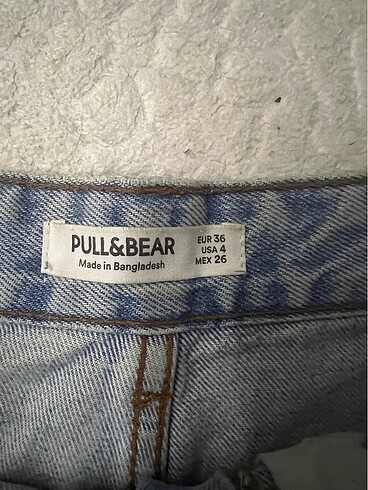 PULL&BEAR
Made in Bangladesh
EUR 36
USA 4
MEX 26